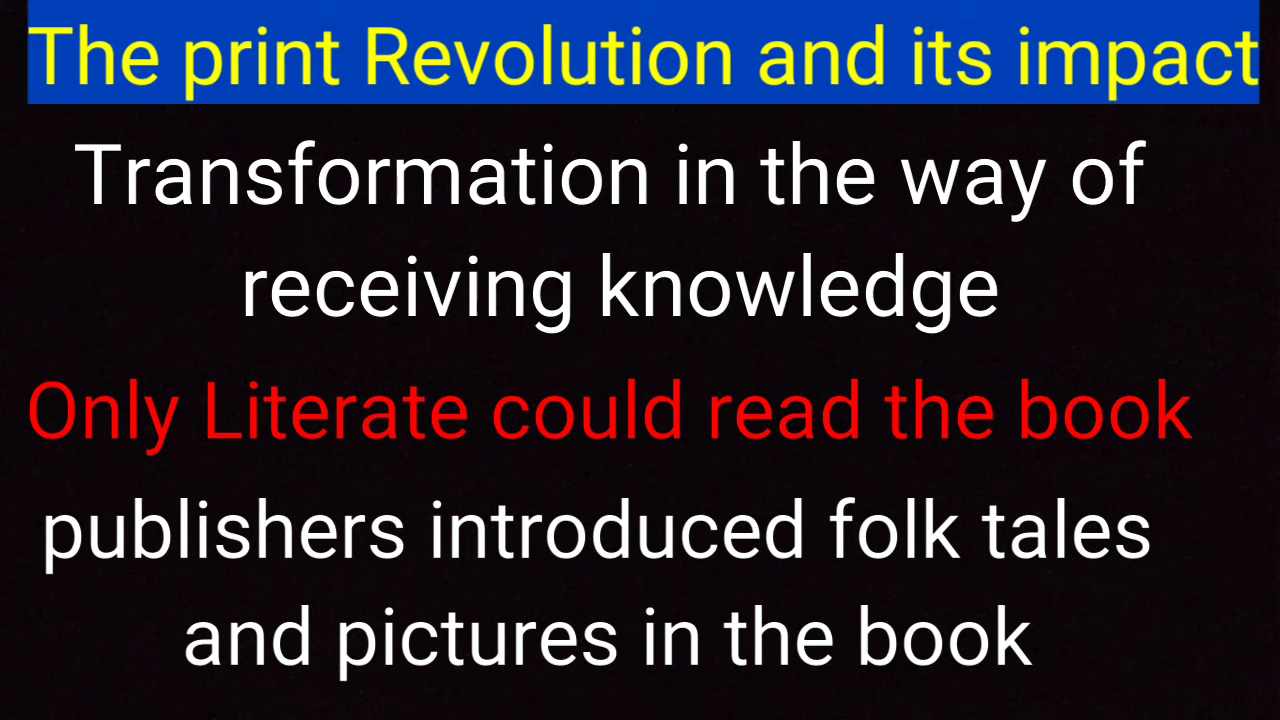 The print Revolution and its impact
Transformation in the way of
receiving knowledge
Only Literate could read the book
publishers introduced folk tales
and pictures in the book